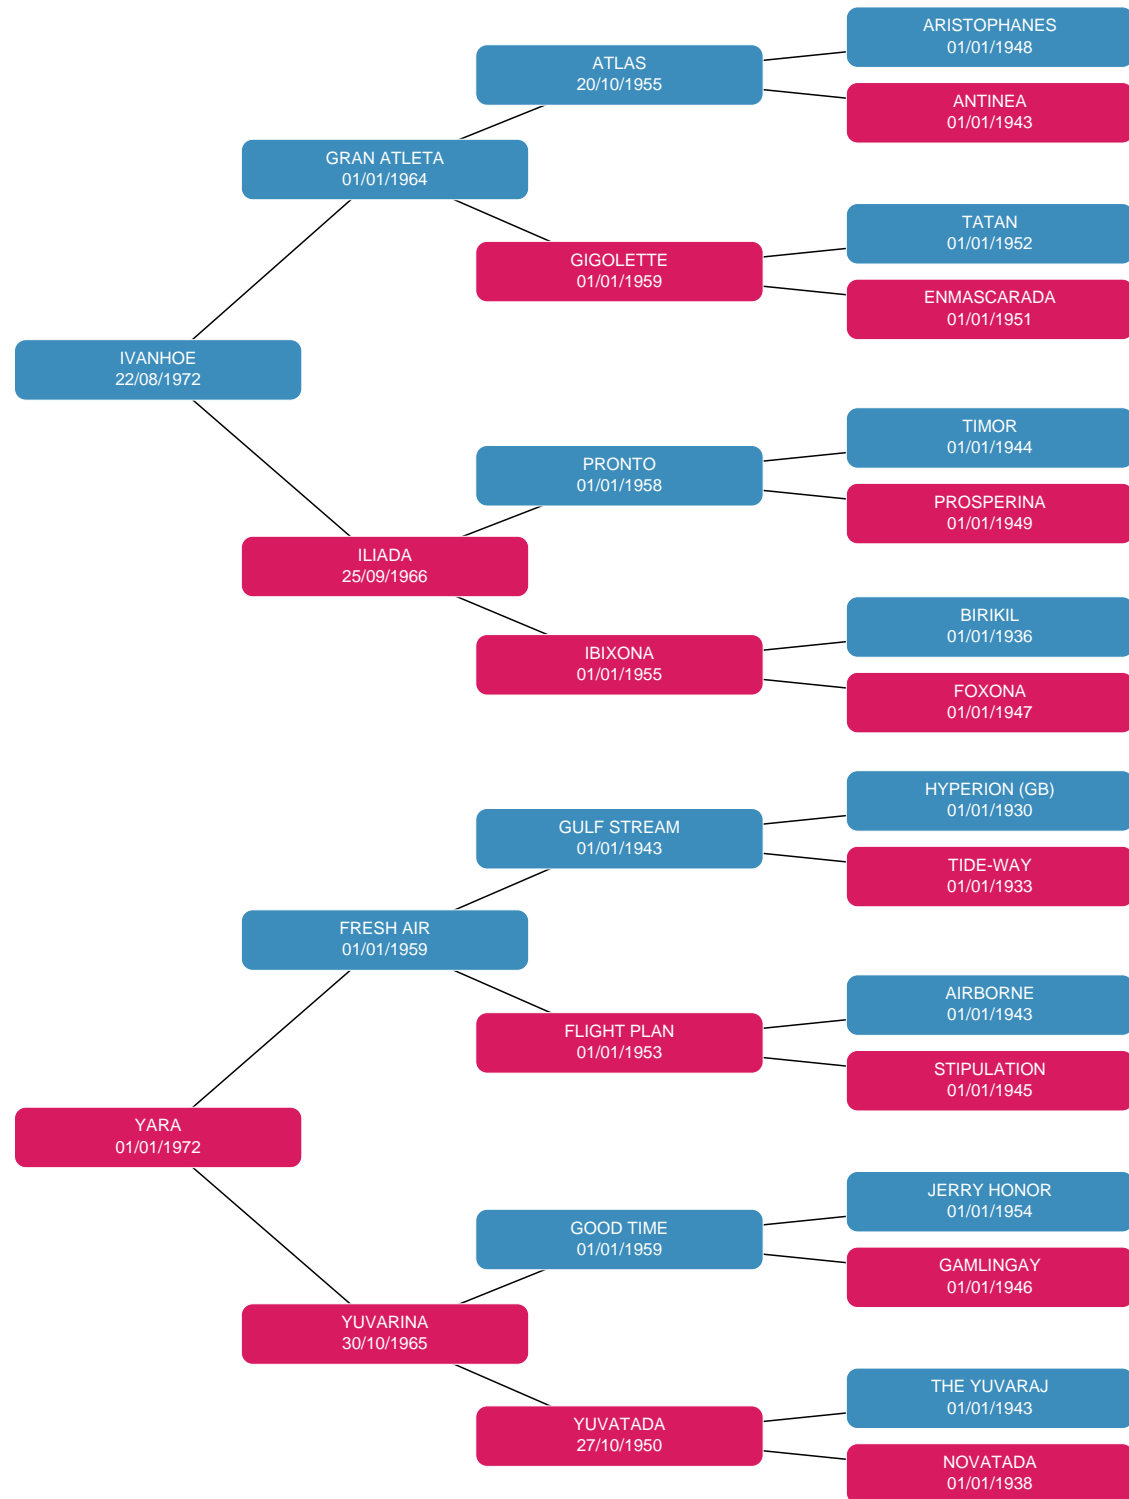 ARISTOPHANES
01/01/1948
ATLAS
20/10/1955
ANTINEA
01/01/1943
GRAN ATLETA
01/01/1964
TATAN
01/01/1952
GIGOLETTE
01/01/1959
ENMASCARADA
01/01/1951
IVANHOE
22/08/1972
TIMOR
01/01/1944
PRONTO
01/01/1958
PROSPERINA
01/01/1949
ILIADA
25/09/1966
BIRIKIL
01/01/1936
IBIXONA
01/01/1955
FOXONA
01/01/1947
HYPERION (GB)
01/01/1930
GULF STREAM
01/01/1943
TIDE-WAY
01/01/1933
FRESH AIR
01/01/1959
AIRBORNE
01/01/1943
FLIGHT PLAN
01/01/1953
STIPULATION
01/01/1945
YARA
01/01/1972
JERRY HONOR
01/01/1954
GOOD TIME
01/01/1959
GAMLINGAY
01/01/1946
YUVARINA
30/10/1965
THE YUVARAJ
01/01/1943
YUVATADA
27/10/1950
NOVATADA
01/01/1938